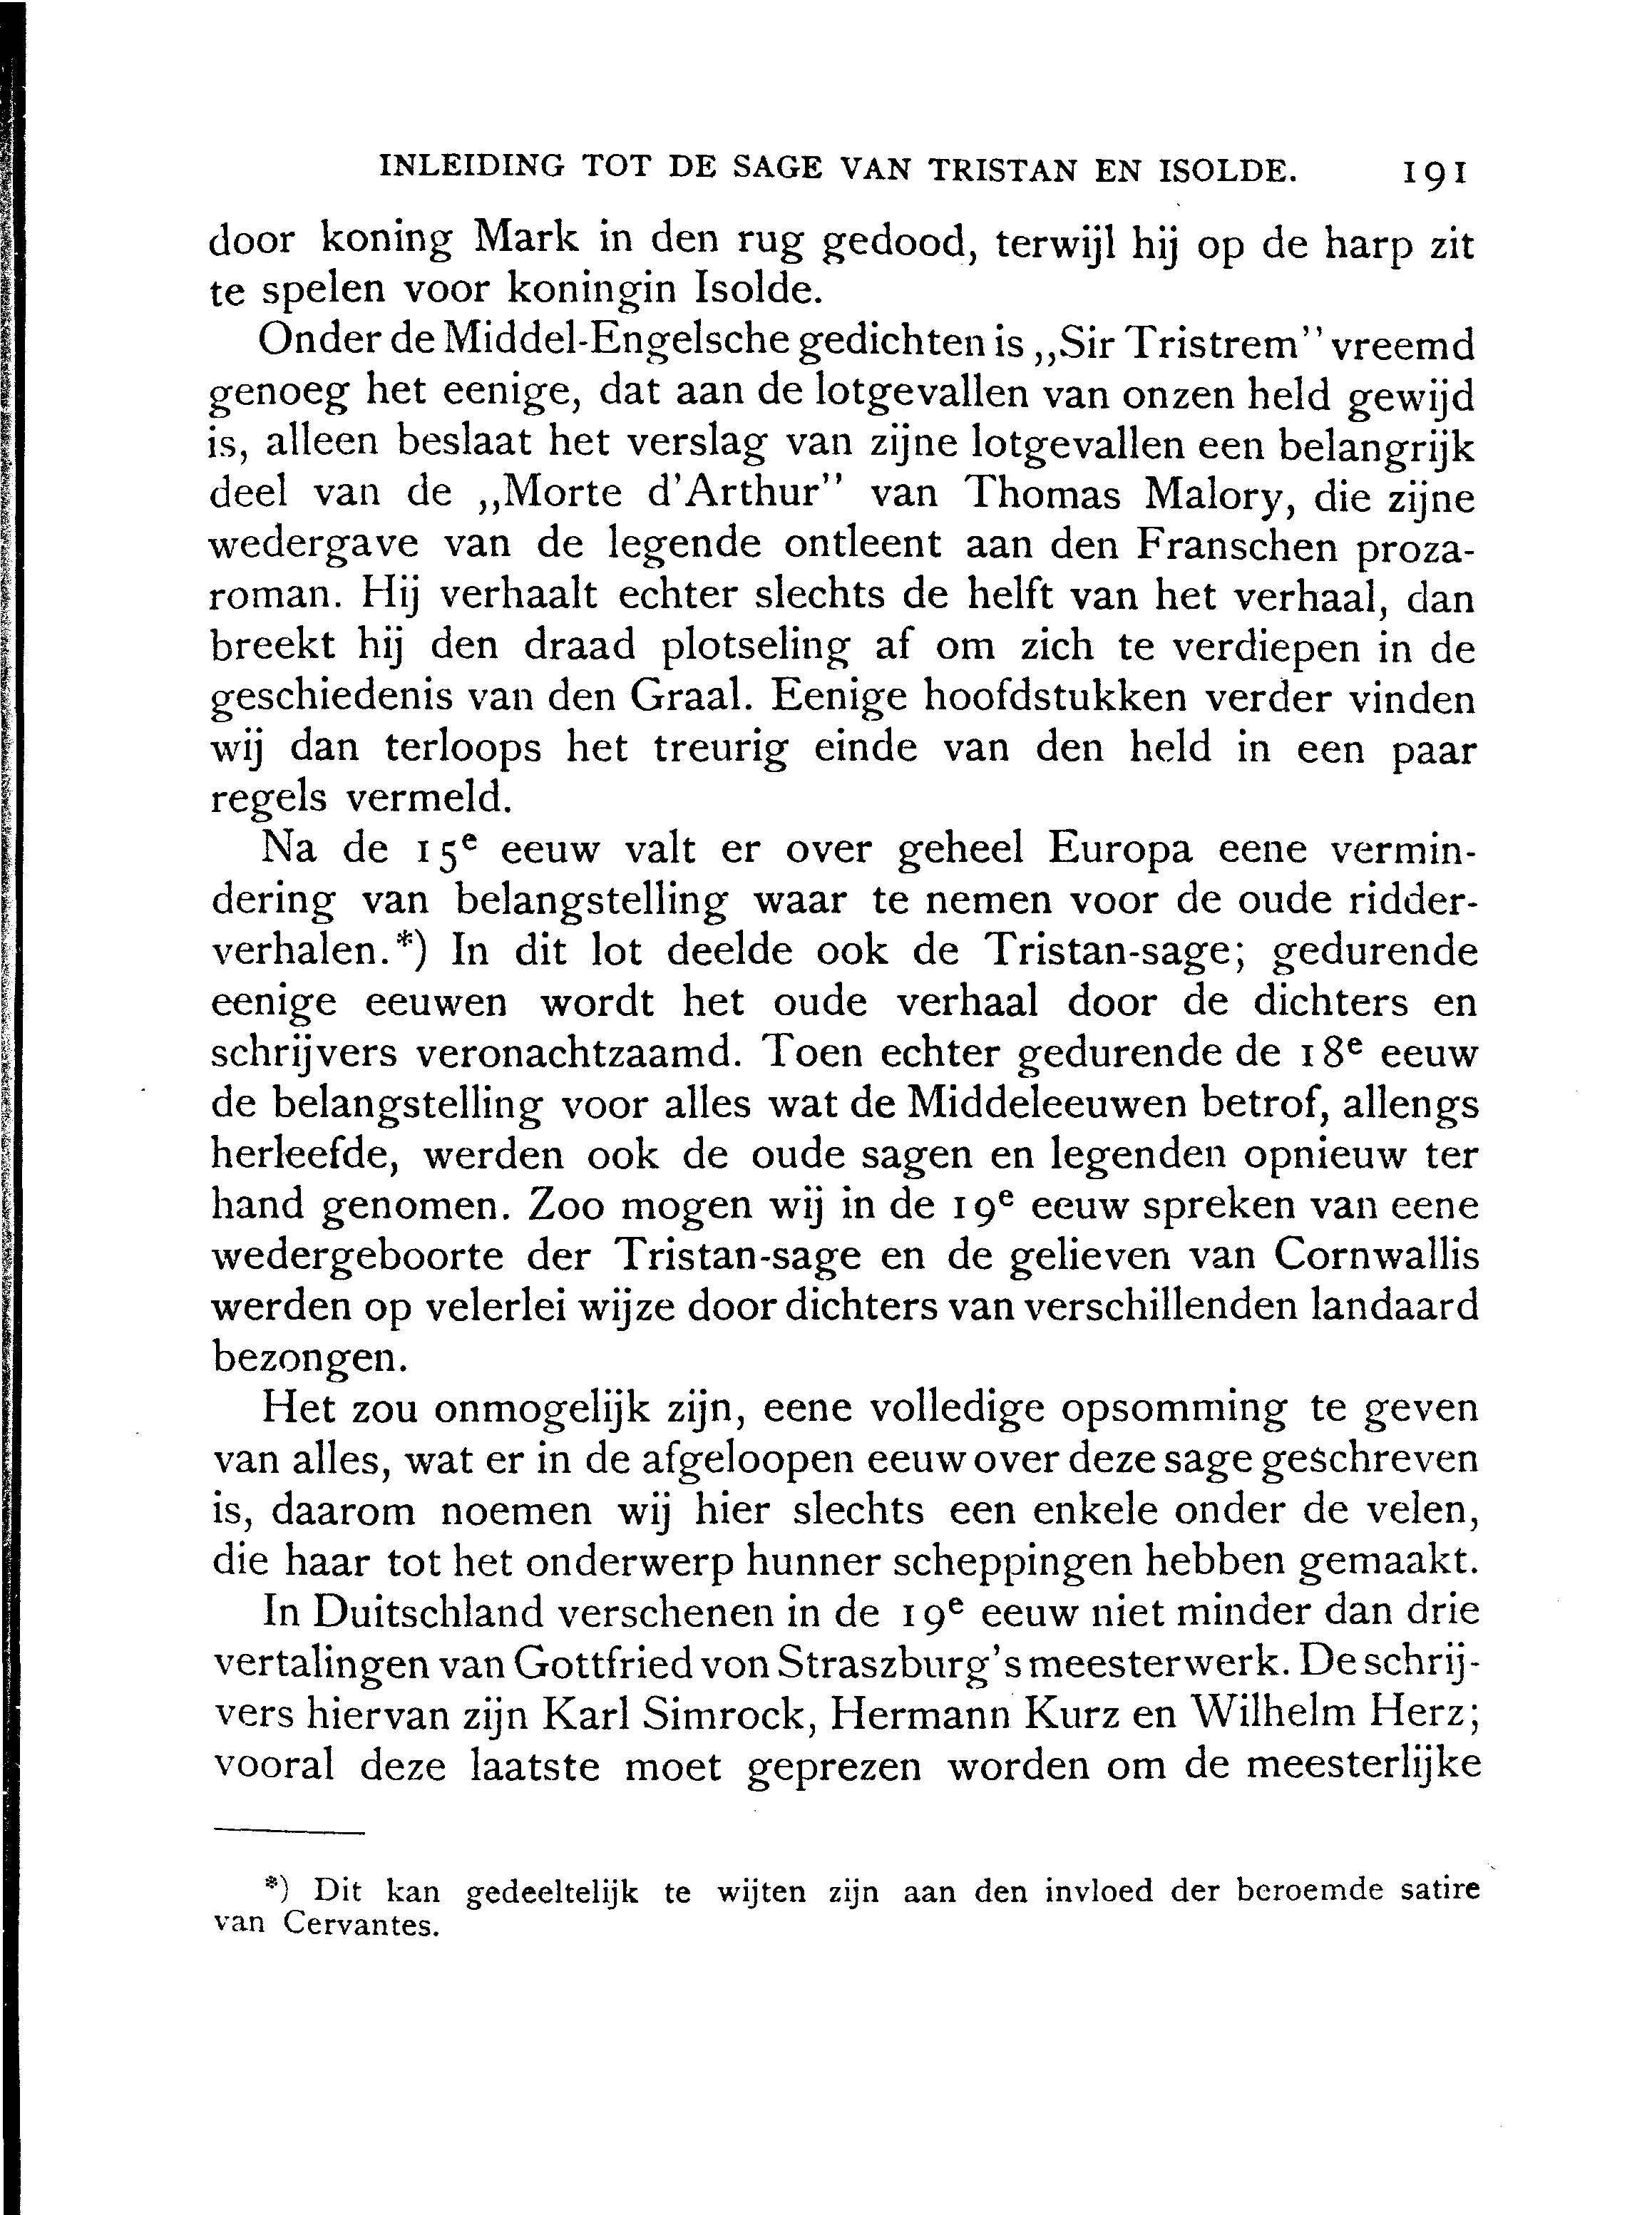 INLEIDING TOT DE SAGE VAN TRISTAN EN ISOLDE. 191
door koning Mark in den rug gedood, terwijl hij op de harp zit
te spelen voor koningin Isolde.
Onder de Middel-Engelsche gedichten is „Sir Tristrem” vreemd
genoeg het eenige, dat aan de lotgevallen van onzen held gewijd
is, alleen beslaat het verslag van zijne lotgevallen een belangrijk
deel van de „Morte d'Arthur” van Thomas Malory, die zijne
wedergave van de legende ontleent aan den Franschen proza-
roman. Hij verhaalt echter slechts de helft van het verhaal, dan
breekt hij den draad plotseling af om zich te verdiepen in de
geschiedenis van den Graal. Eenige hoofdstukken verder vinden
wij dan terloops het treurig einde van den held in een paar
regels vermeld.
Na de 15e eeuw valt er over geheel Europa eene vermin-
dering van belangstelling waar te nemen voor de oude ridder-
verhalen.*) In dit lot deelde ook de Tristan-sage; gedurende
eenige eeuwen wordt het oude verhaal door de dichters en
schrijvers veronachtzaamd. Toen echter gedurende de 18e eeuw
de belangstelling voor alles wat de Middeleeuwen betrof, allengs
herleefde, werden ook de oude sagen en legenden opnieuw ter
hand genomen. Zoo mogen wij in de 19e eeuw spreken van eene
wedergeboorte der Tristan-sage en de gelieven van Cornwallis
werden op velerlei wijze door dichters van verschillenden landaard
bezongen.
Het zou onmogelijk zijn, eene volledige opsomming te geven
van alles, wat er in de afgeloopen eeuw over deze sage geschreven
is, daarom noemen wij hier slechts een enkele onder de velen,
die haar tot het onderwerp hunner scheppingen hebben gemaakt.
In Duitschland verschenen in de 19e eeuw niet minder dan drie
vertalingen van Gottfried von Straszburg's meesterwerk. De schrij-
vers hiervan zijn Karl Simrock, Hermann Kurz en Wilhelm Herz;
vooral deze laatste moet geprezen worden om de meesterlijke
*) Dit kan gedeeltelijk te wijten zijn aan den invloed der beroemde satire
van Cervantes.